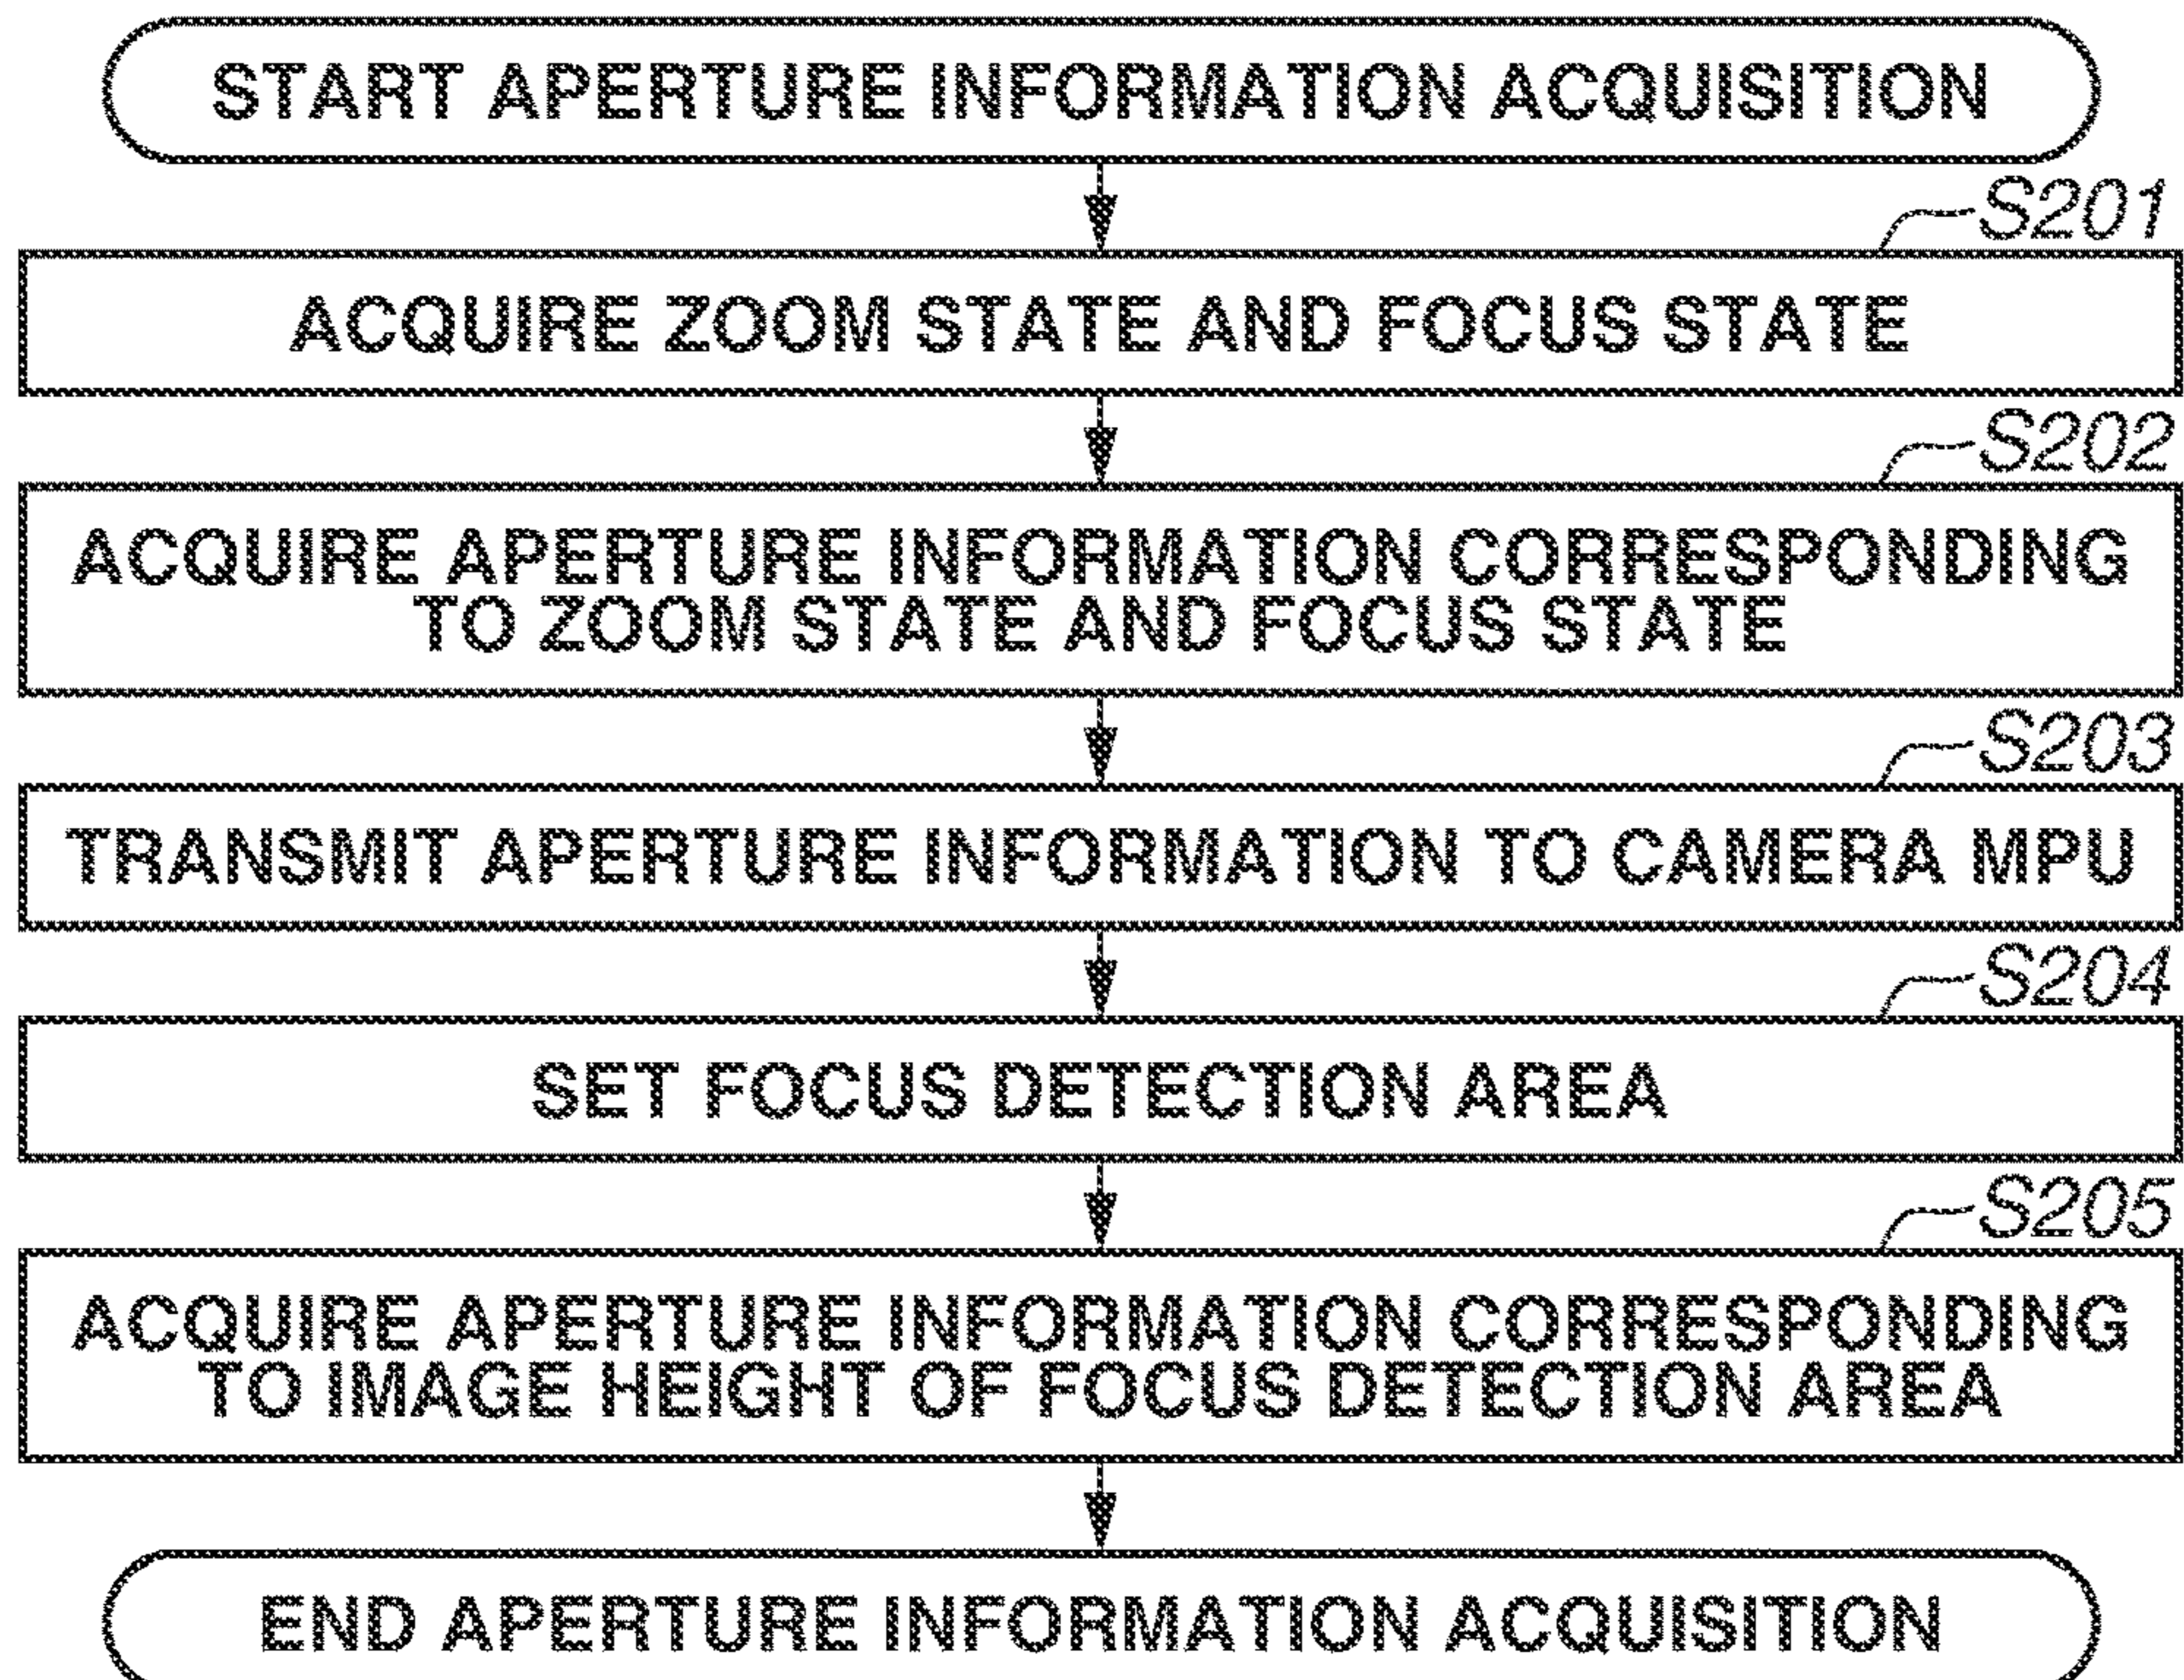 START APERTURE INFORMATION ACQUISITION
S201
ACQUIRE ZOOM STATE AND FOCUS STATE
S202
ACQUIRE APERTURE INFORMATION CORRESPONDING
TO ZOOM STATE AND FOCUS STATE
S203
TRANSMIT APERTURE INFORMATION TO CAMERA MPU
S204
SET FOCUS DETECTION AREA
S205
ACQUIRE APERTURE INFORMATION CORRESPONDING
TO IMAGE HEIGHT OF FOCUS DETECTION AREA
END APERTURE INFORMATION ACQUISITION